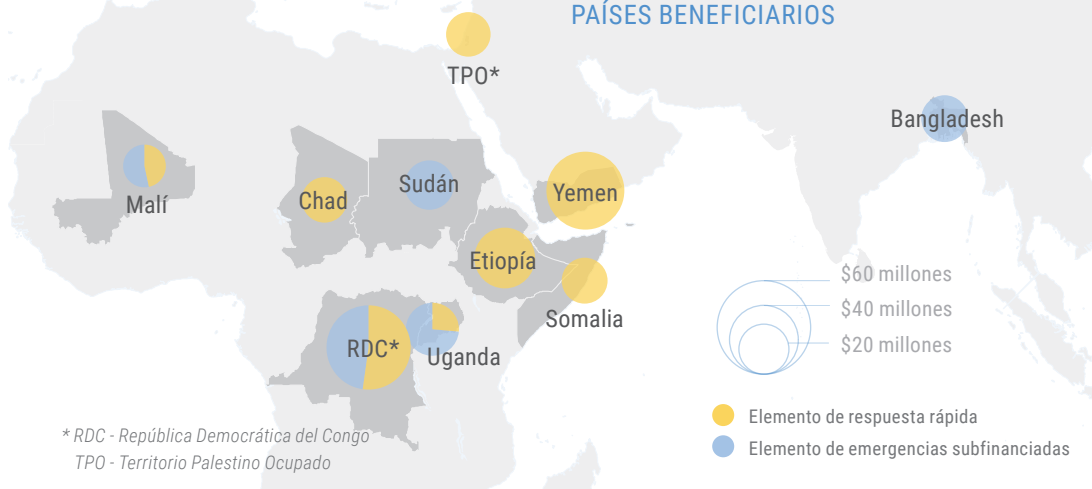 PAÍSES BENEFICIARIOS
TPO*
Bangladesh
Malí
Chad
Sudán
Yemen
Etiopía
Somalia
RDC*
Uganda
$60 millones
$40 millones
$20 millones
Elemento de respuesta rápida
Elemento de emergencias subfinanciadas
* RDC - República Democrática del Congo
TPO - Territorio Palestino Ocupado